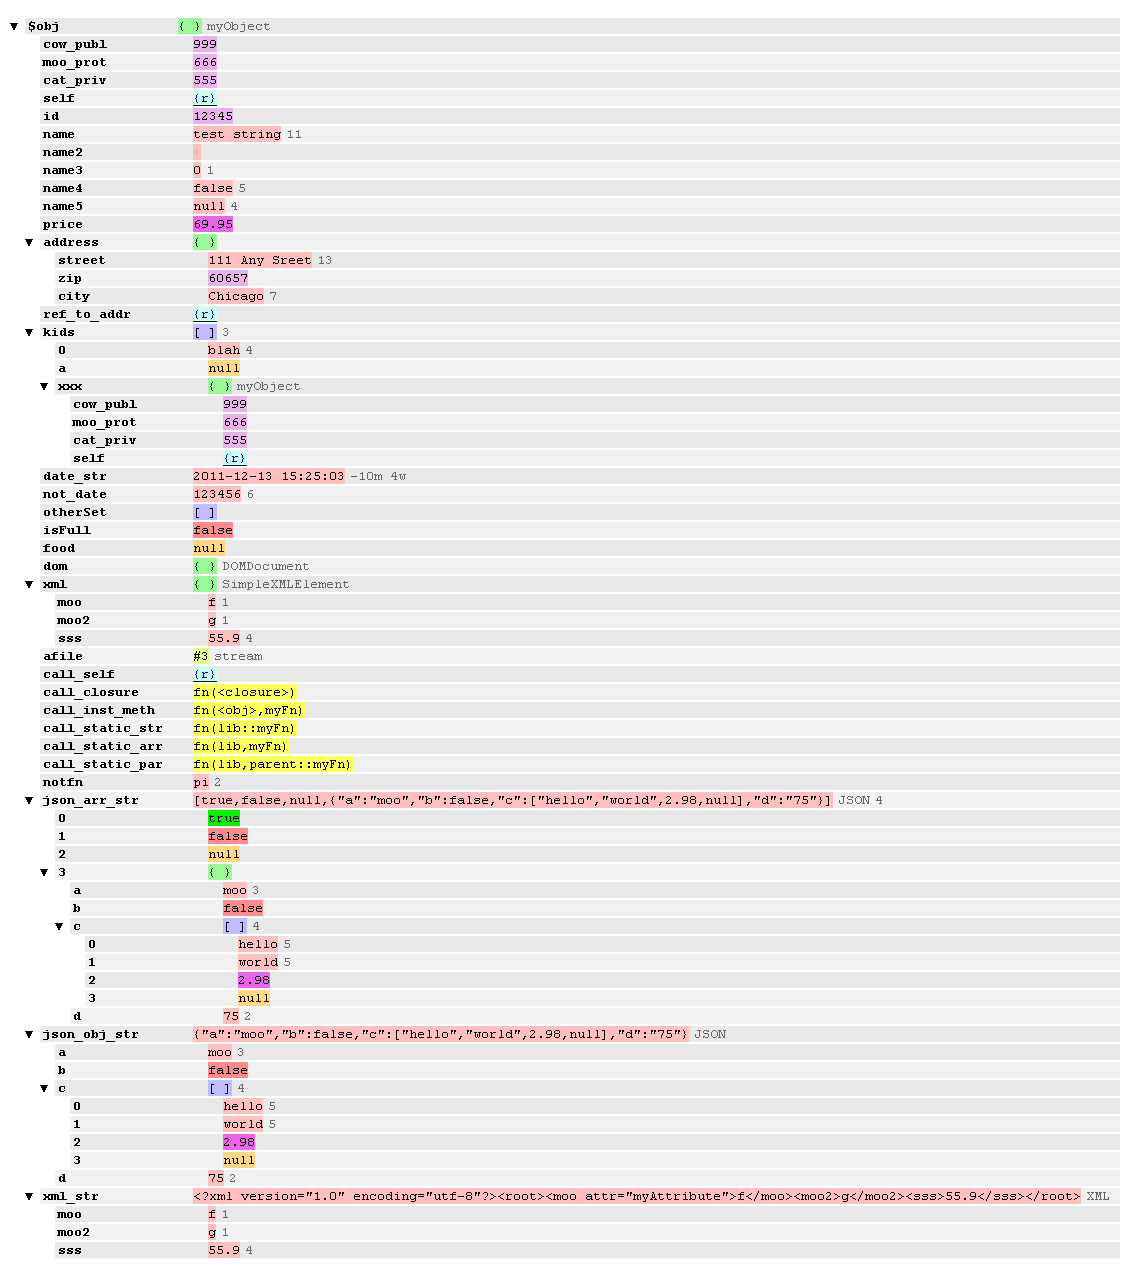 ▼ $obj { } myObject
cow_publ 999
moo_prot 666
cat_priv 555
self {r}
id 12345
name test string 11
name2
name3 0 1
name4 false 5
name5 null 4
price 69.95
▼ address { }
street 111 Any Sreet 13
zip 60657
city Chicago 7
ref_to_addr {r}
▼ kids [ ] 3
0 blah 4
a null
▼ xxx { } myObject
cow_publ 999
moo_prot 666
cat_priv 555
self {r}
date_str 2011-12-13 15:25:03 -10m 4w
not_date 123456 6
otherSet [ ]
isFull false
food null
dom { } DOMDocument
▼ xml { } SimpleXMLElement
moo f 1
moo2 g 1
sss 55.9 4
afile #3 stream
call_self {r}
call_closure fn(<closure>)
call_inst_meth fn(<obj>,myFn)
call_static_str fn(lib::myFn)
call_static_arr fn(lib,myFn)
call_static_par fn(lib,parent::myFn)
notfn pi 2
▼ json_arr_str [true,false,null,{"a":"moo","b":false,"c":["hello","world",2.98,null],"d":"75"}] JSON 4
0 true
1 false
2 null
▼ 3 { }
a moo 3
b false
▼ c [ ] 4
0 hello 5
1 world 5
2 2.98
3 null
d 75 2
▼ json_obj_str {"a":"moo","b":false,"c":["hello","world",2.98,null],"d":"75"} JSON
a moo 3
b false
▼ c [ ] 4
0 hello 5
1 world 5
2 2.98
3 null
d 75 2
▼ xml_str <?xml version="1.0" encoding="utf-8"?><root><moo attr="myAttribute">f</moo><moo2>g</moo2><sss>55.9</sss></root> XML
moo f 1
moo2 g 1
sss 55.9 4